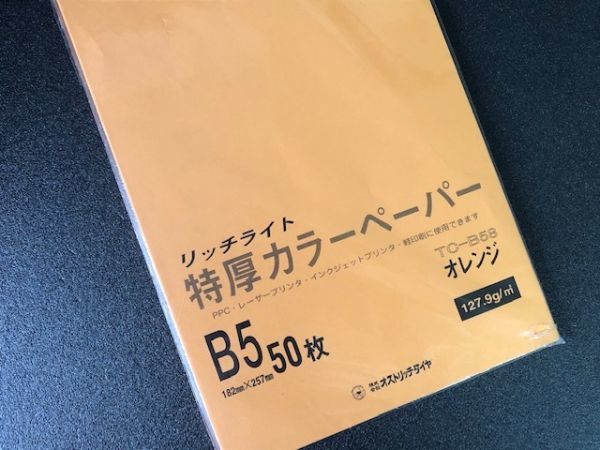 リッチライト
特厚カラーペーパー
PPC・レーザープリンタ・インクジェットプリンタ・軽印刷に使用できます
TC-B58
オレンジ
B5 50枚
182mm×257mm
127.9g/㎡
株式会社オストリッチダイヤ